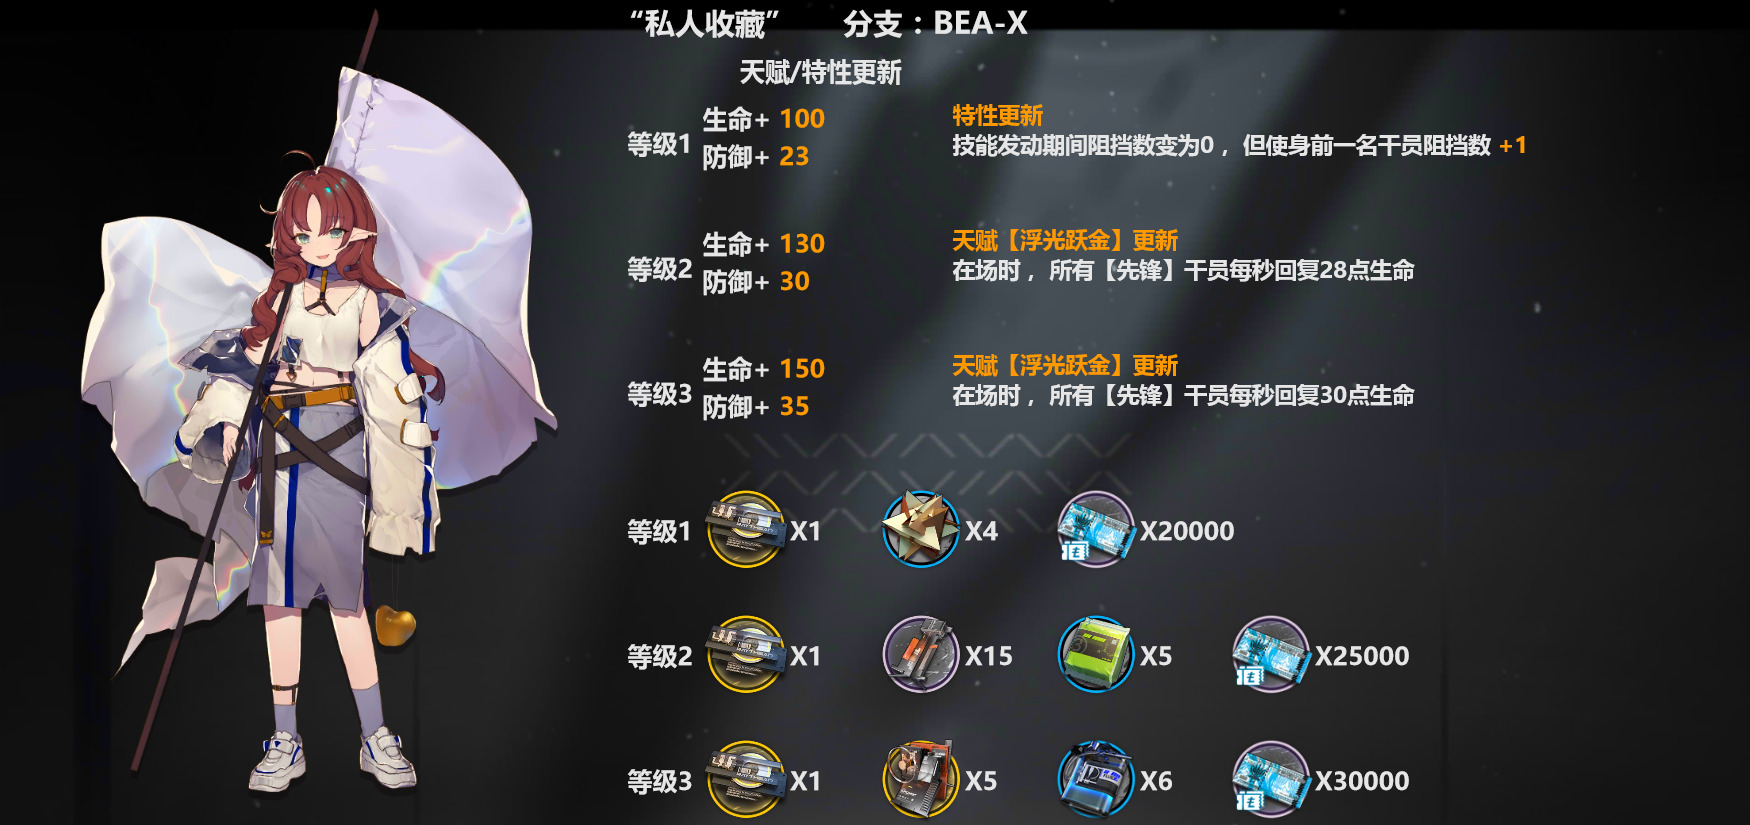 “私人收藏” 分支：BEA-X
天赋/特性更新
等级1
生命+ 100
防御+ 23
特性更新
技能发动期间阻挡数变为0，但使身前一名干员阻挡数 +1
等级2
生命+ 130
防御+ 30
天赋【浮光跃金】更新
在场时，所有【先锋】干员每秒回复28点生命
等级3
生命+ 150
防御+ 35
天赋【浮光跃金】更新
在场时，所有【先锋】干员每秒回复30点生命
等级1 X1 X4 X20000
等级2 X1 X15 X5 X25000
等级3 X1 X5 X6 X30000